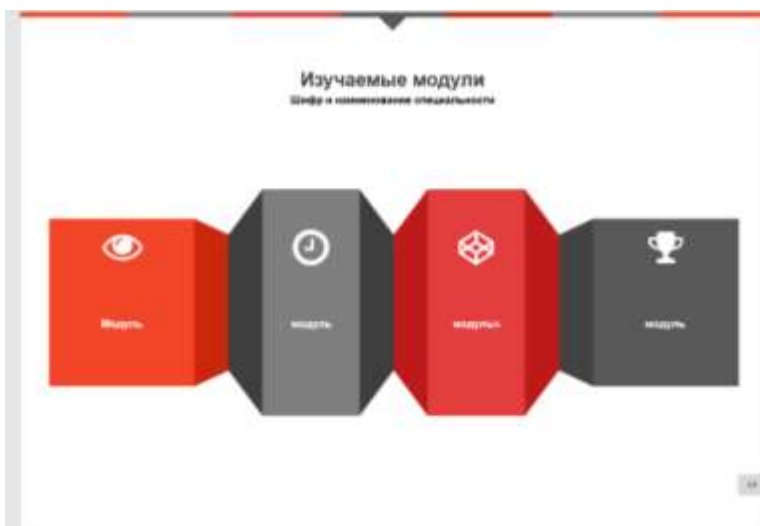 Изучаемые модули
Шифр и наименование специальности
Модуль
модуль
модуль
модуль